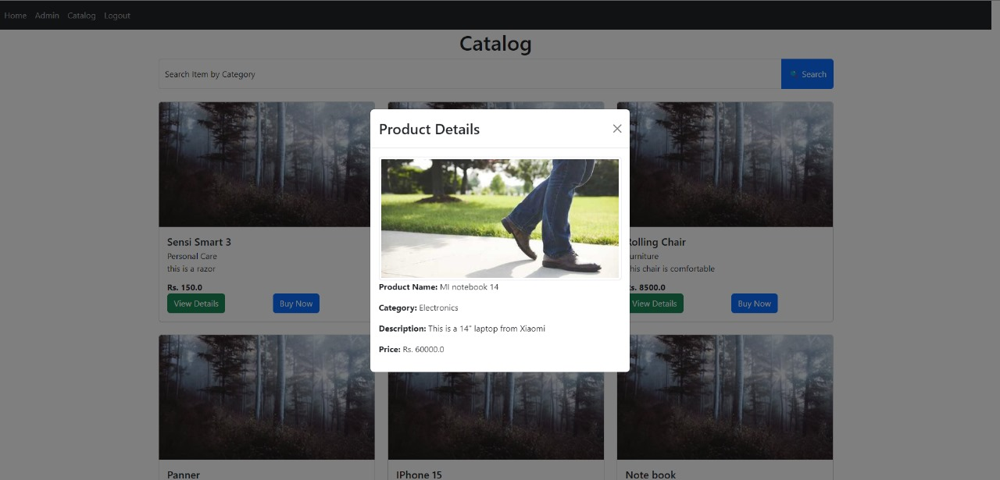 Home Admin Catalog Logout
Catalog
Search Item by Category
Search
Product Details
Product Name: MI notebook 14
Category: Electronics
Description: This is a 14" laptop from Xiaomi
Price: Rs. 60000.0
Sensi Smart 3
Personal Care
this is a razor
Rs. 150.0
View Details Buy Now
Rolling Chair
urniture
his chair is comfortable
s. 8500.0
View Details Buy Now
Panner
IPhone 15
Note book